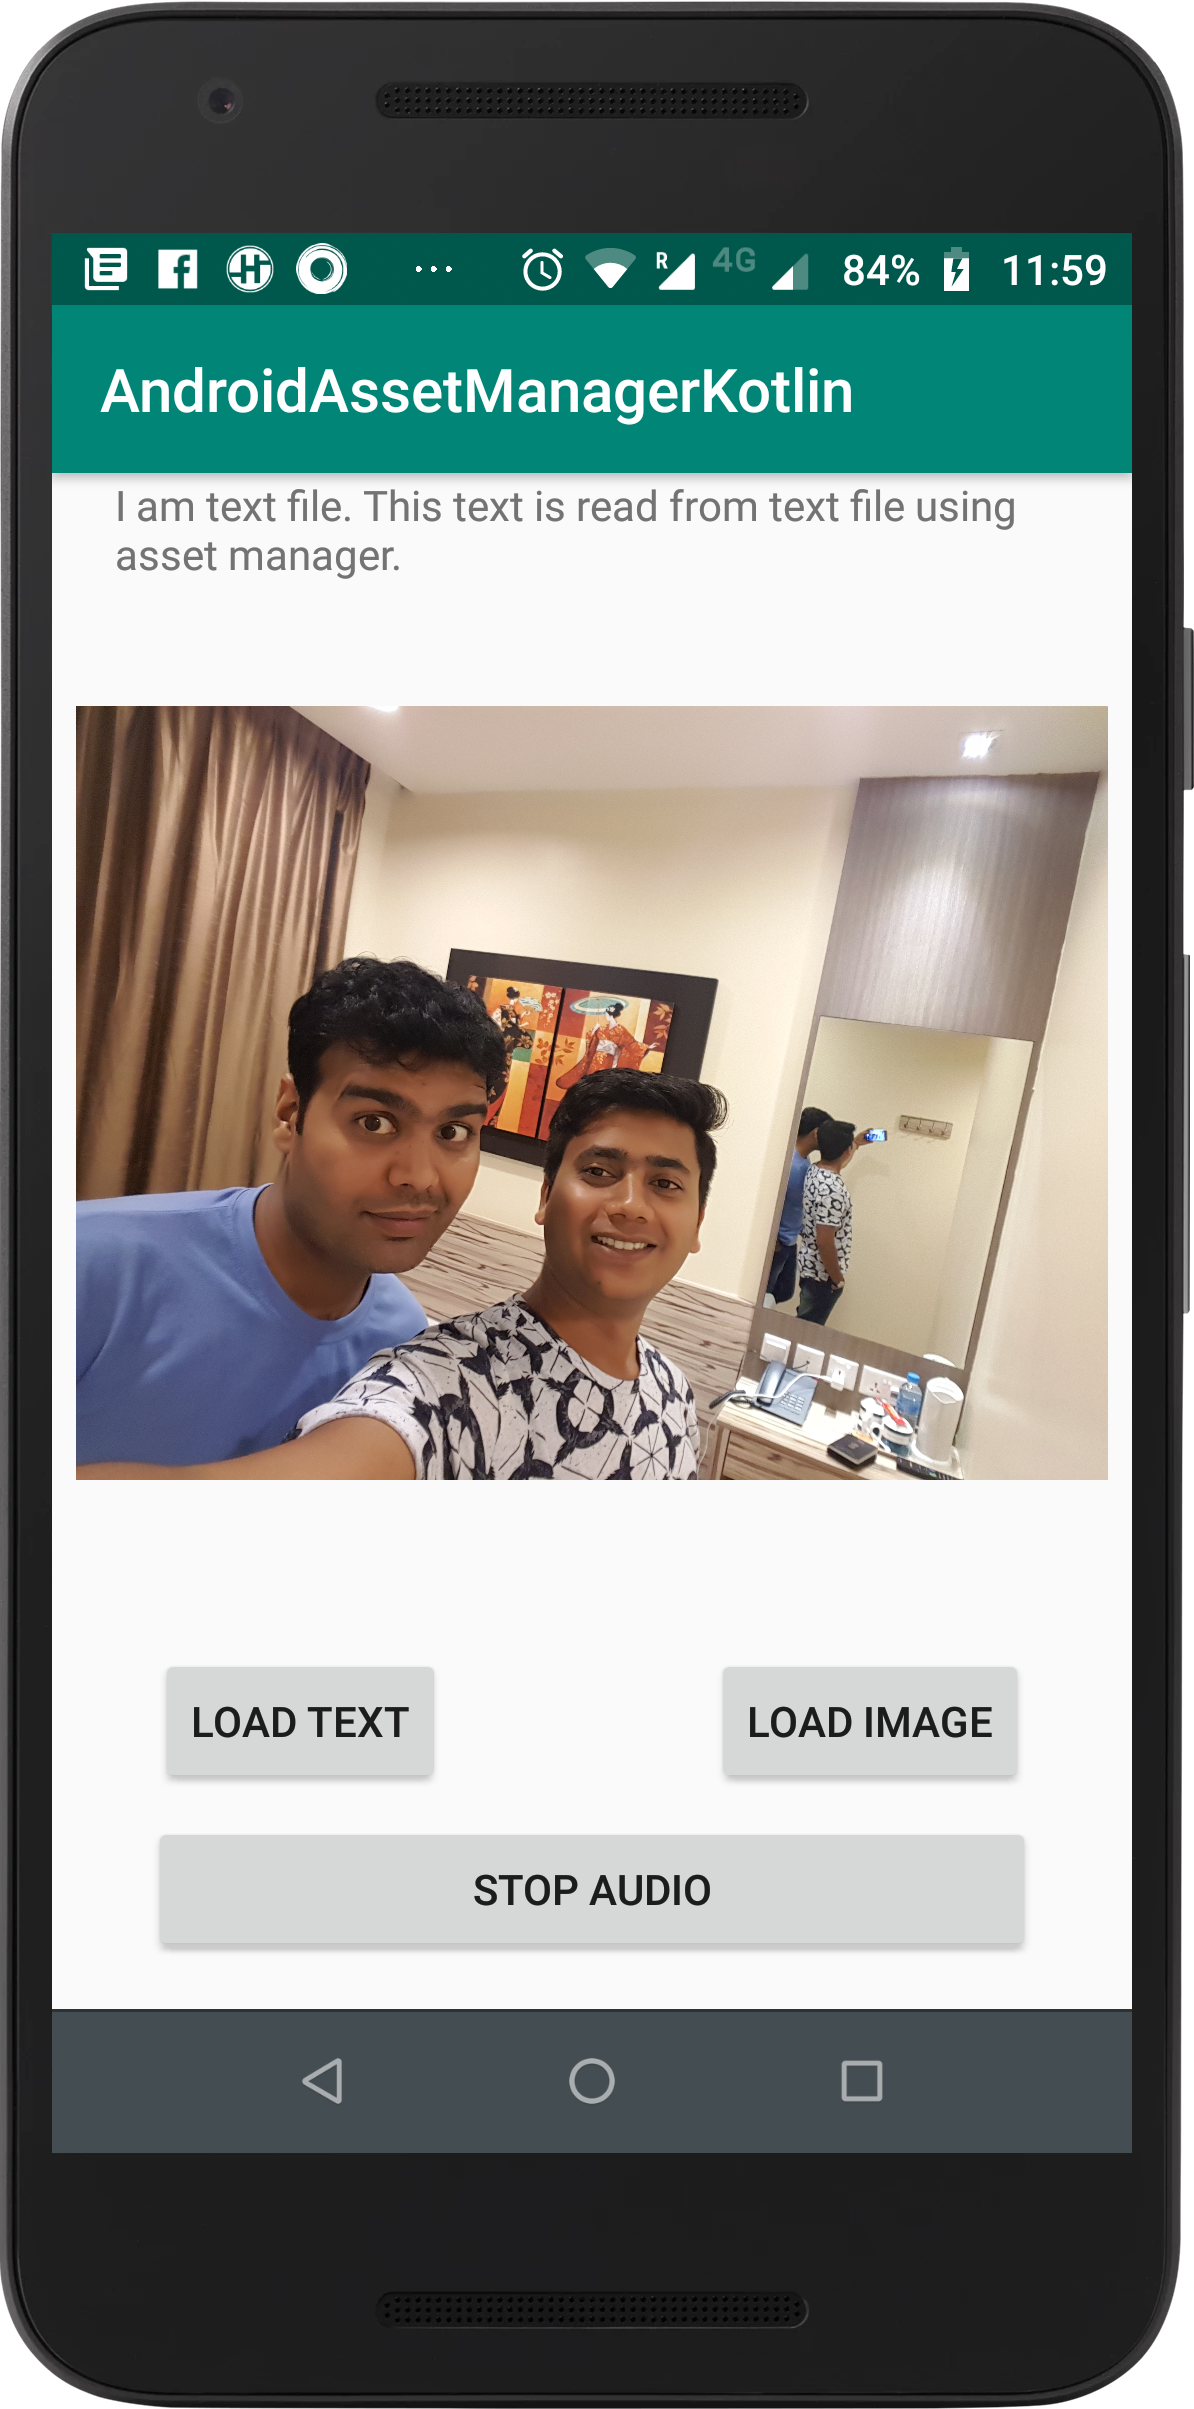 R 4G 84% 11:59
AndroidAssetManagerKotlin
I am text file. This text is read from text file using
asset manager.
LOAD TEXT
LOAD IMAGE
STOP AUDIO